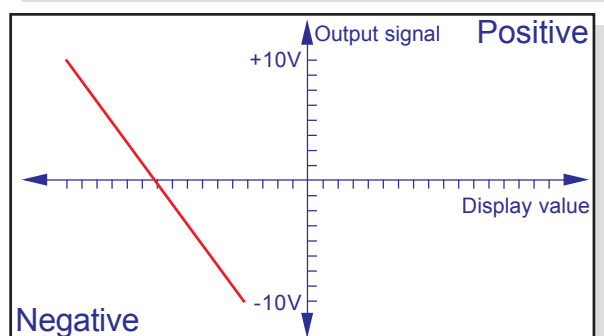 Output signal
Positive
+10V
Display value
-10V
Negative